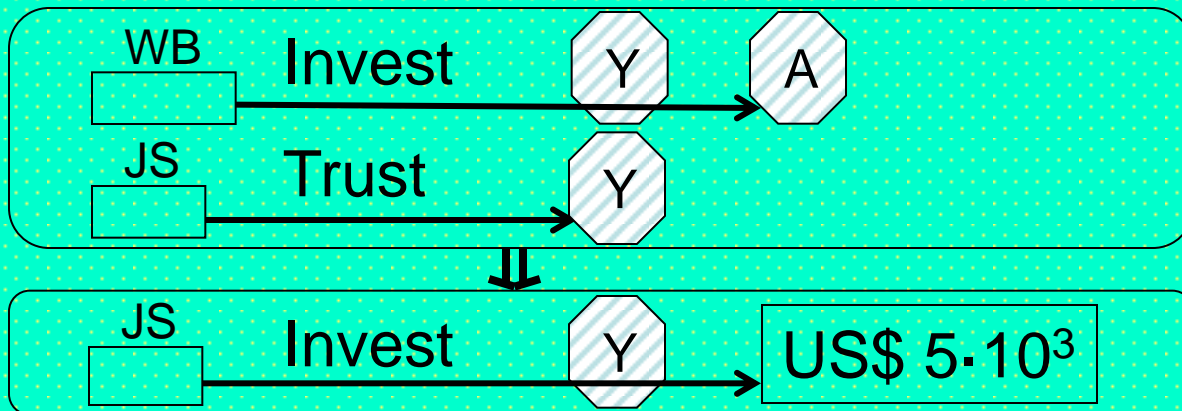 WB Invest Y A
JS Trust Y
⇓
JS Invest Y US$ 5·10³